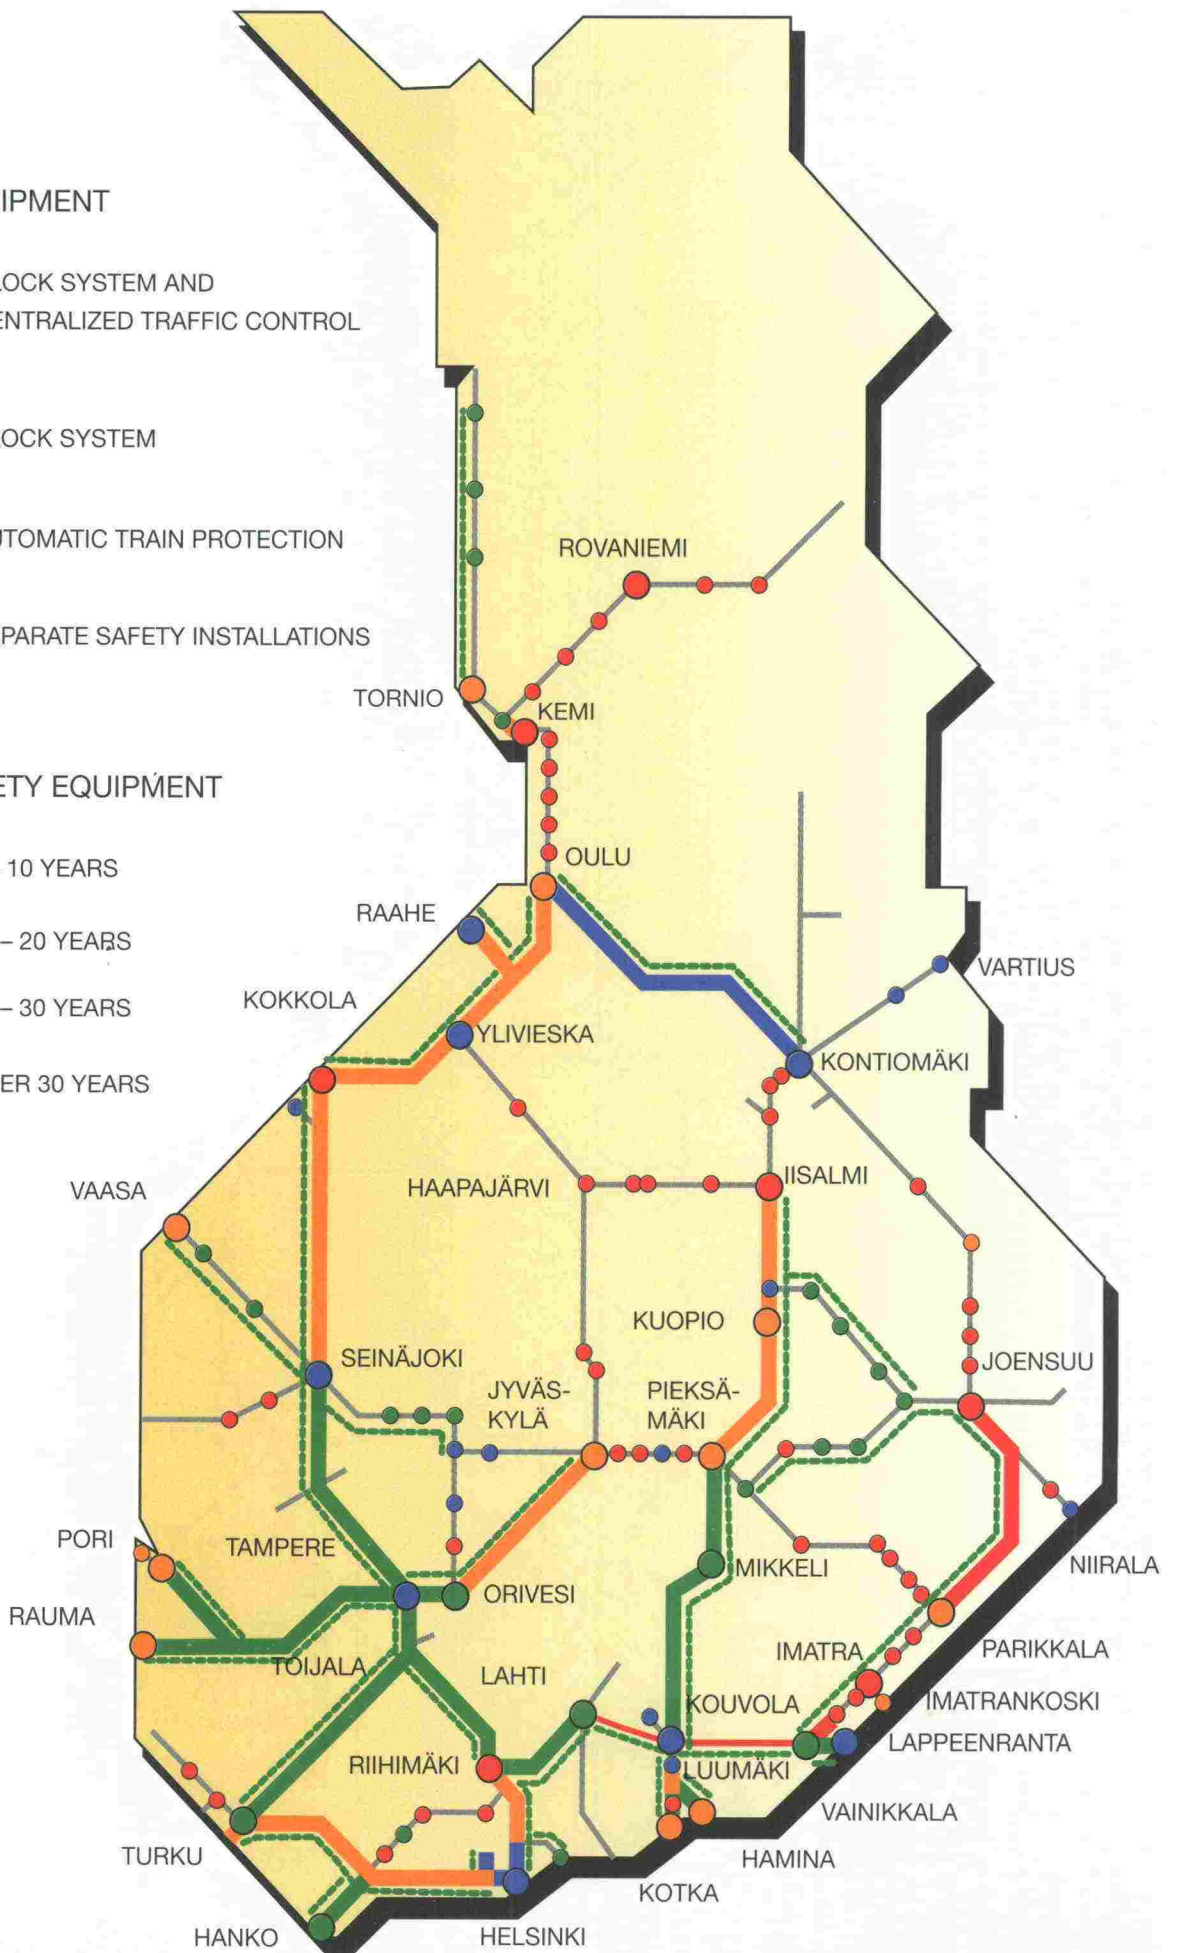 IPMENT
LOCK SYSTEM AND
ENTRALIZED TRAFFIC CONTROL
LOCK SYSTEM
UTOMATIC TRAIN PROTECTION
PARATE SAFETY INSTALLATIONS
ETY EQUIPMENT
10 YEARS
– 20 YEARS
– 30 YEARS
ER 30 YEARS
ROVANIEMI
TORNIO
KEMI
OULU
RAAHE
VARTIUS
KOKKOLA
YLIVIESKA
KONTIOMÄKI
IISALMI
HAAPAJÄRVI
VAASA
KUOPIO
SEINÄJOKI
JOENSUU
JYVÄS-
KYLÄ
PIEKSÄ-
MÄKI
PORI
TAMPERE
MIKKELI
NIIRALA
ORIVESI
RAUMA
IMATRA
PARIKKALA
TOIJALA
LAHTI
KOUVOLA
IMATRANKOSKI
LAPPEENRANTA
RIIHIMÄKI
LUUMÄKI
VAINIKKALA
TURKU
HAMINA
KOTKA
HANKO
HELSINKI